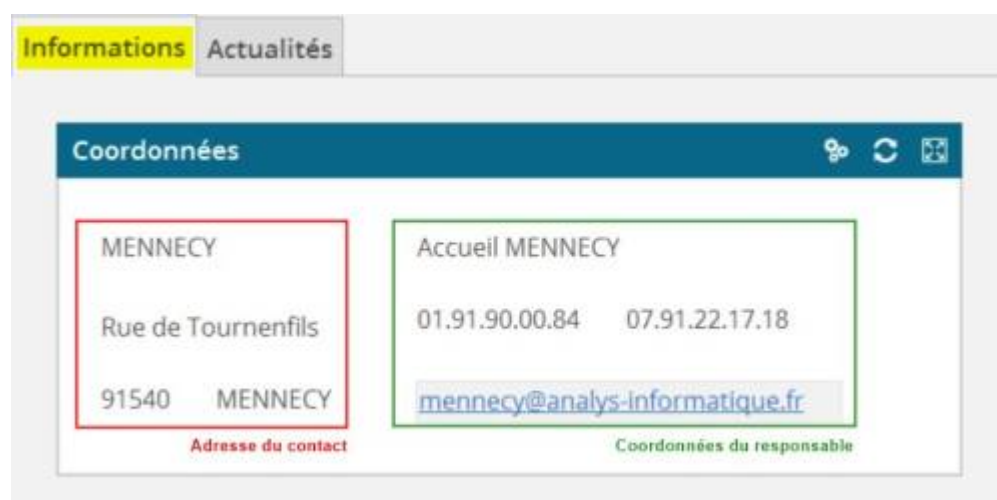 Informations Actualités
Coordonnées
MENNECY
Rue de Tournenfils
91540 MENNECY
Adresse du contact
Accueil MENNECY
01.91.90.00.84 07.91.22.17.18
mennecy@analys-informatique.fr
Coordonnées du responsable